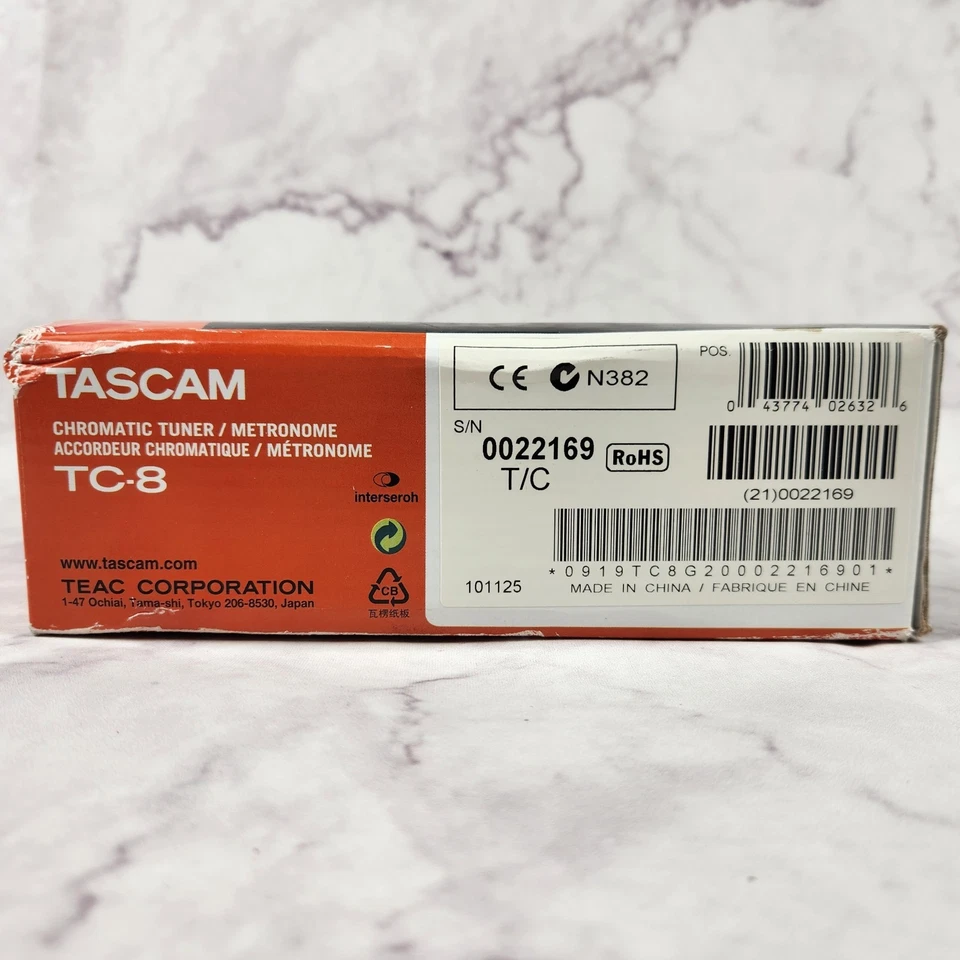 TASCAM
CHROMATIC TUNER / METRONOME
ACCORDEUR CHROMATIQUE / MÉTRONOME
TC-8
interseroh
www.tascam.com
TEAC CORPORATION
1-47 Ochiai, Tama-shi, Tokyo 206-8530, Japan
CB
瓦楞纸板
CE N382
POS.
0 43774 02632 6
S/N
0022169
T/C
RoHS
(21)0022169
*0919TC8G20002216901*
101125
MADE IN CHINA / FABRIQUE EN CHINE